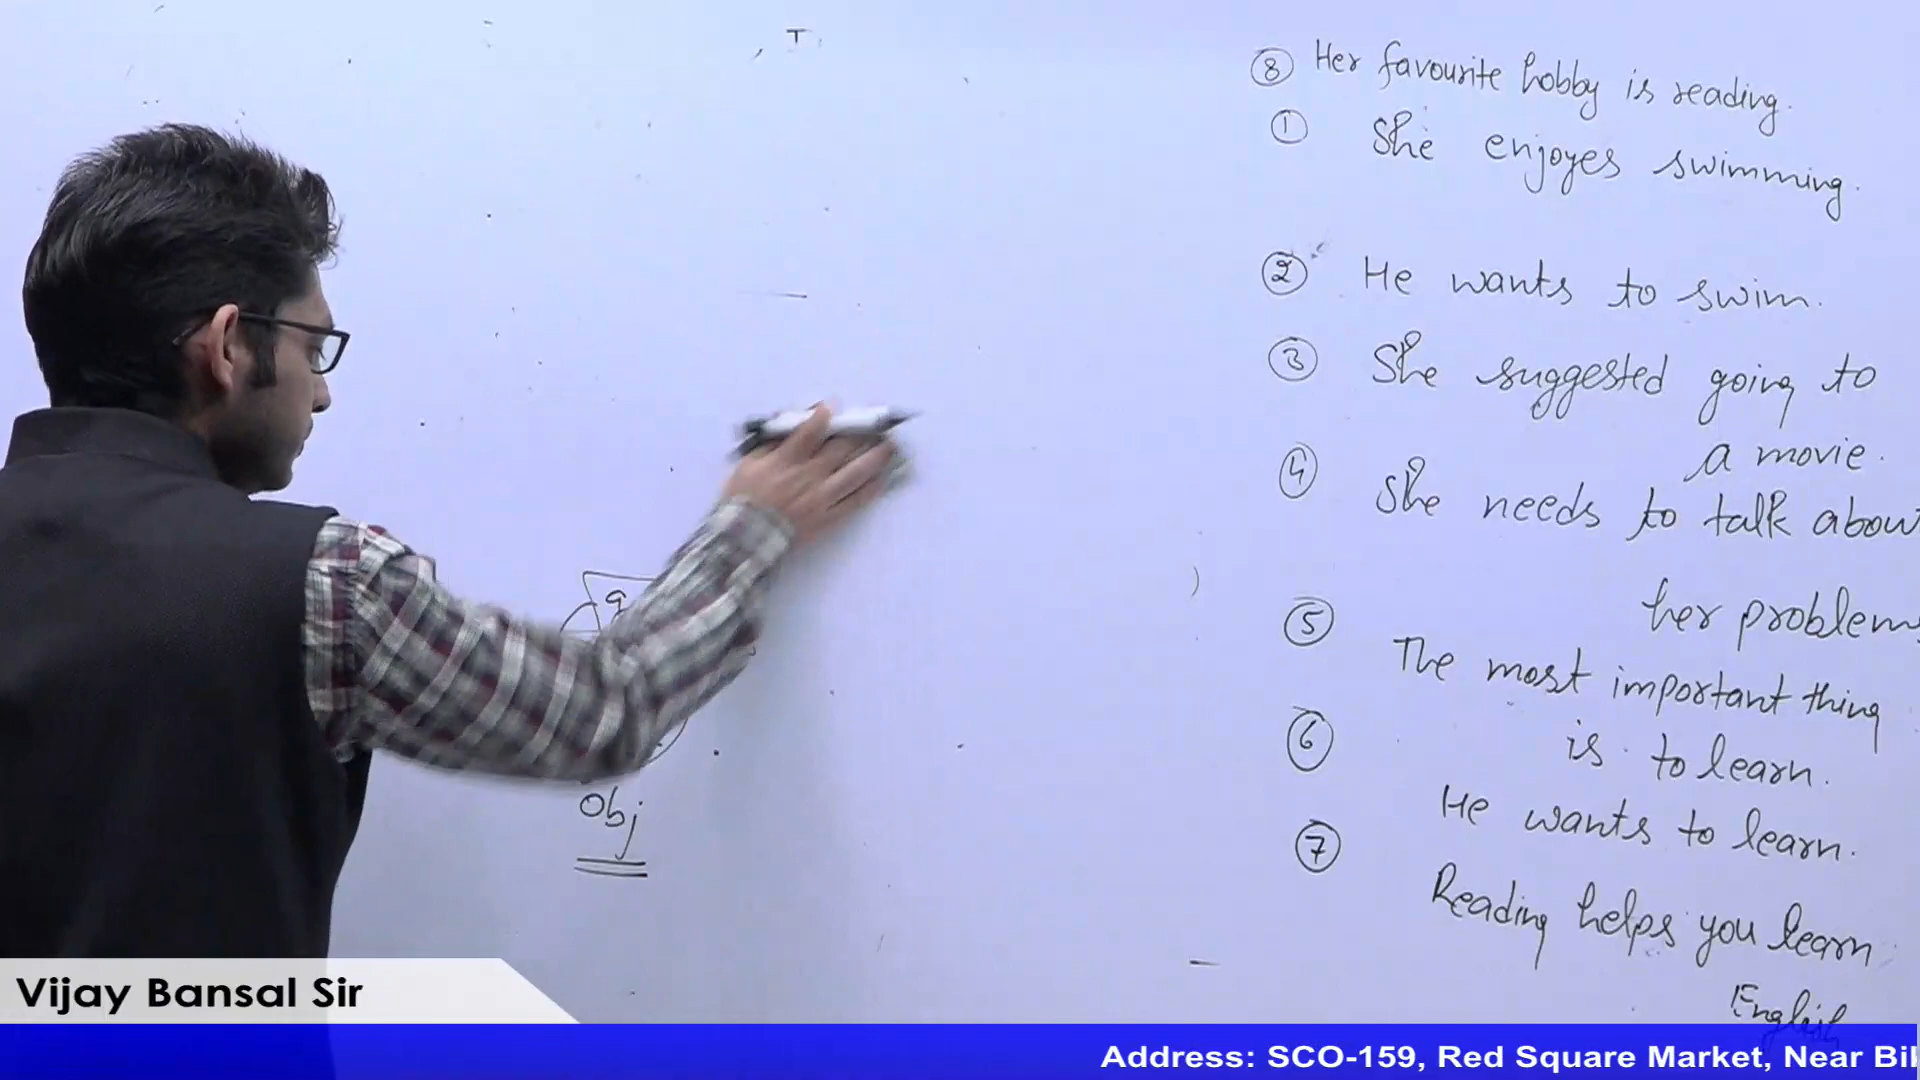 ⑧ Her favourite hobby is reading.
① She enjoyes swimming.
② He wants to swim.
③ She suggested going to
a movie.
④ She needs to talk about
her problems
⑤ The most important thing
is to learn.
⑥ He wants to learn.
⑦ Reading helps you learn
English
Obj
Vijay Bansal Sir
Address: SCO-159, Red Square Market, Near